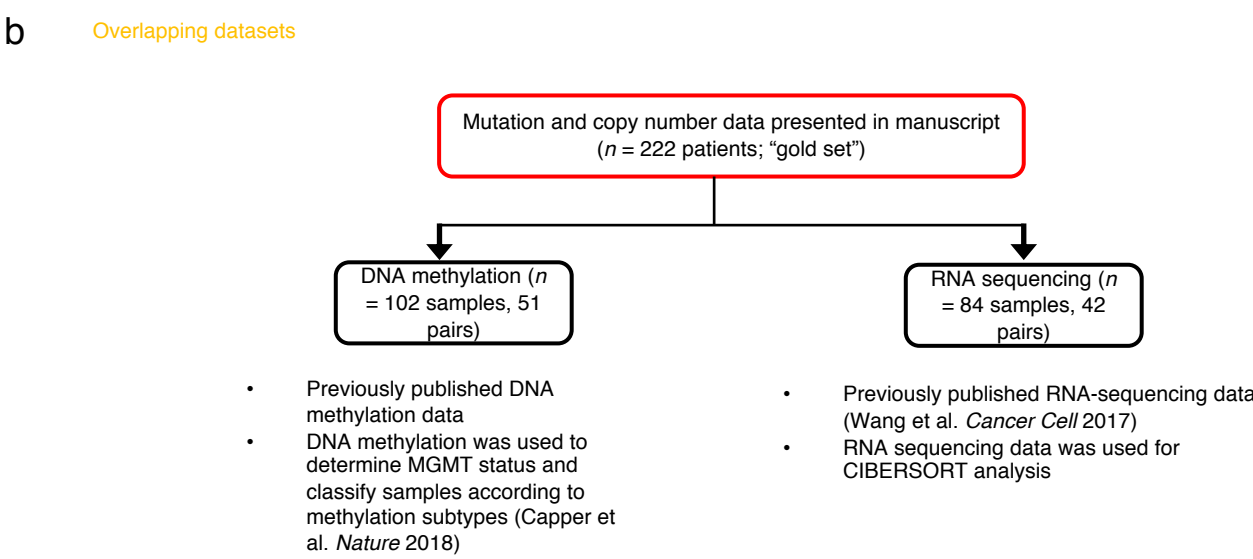 b
Overlapping datasets
Mutation and copy number data presented in manuscript
(n = 222 patients; “gold set”)
DNA methylation (n
= 102 samples, 51
pairs)
RNA sequencing (n
= 84 samples, 42
pairs)
• Previously published DNA
methylation data
• DNA methylation was used to
determine MGMT status and
classify samples according to
methylation subtypes (Capper et
al. Nature 2018)
• Previously published RNA-sequencing data
(Wang et al. Cancer Cell 2017)
• RNA sequencing data was used for
CIBERSORT analysis